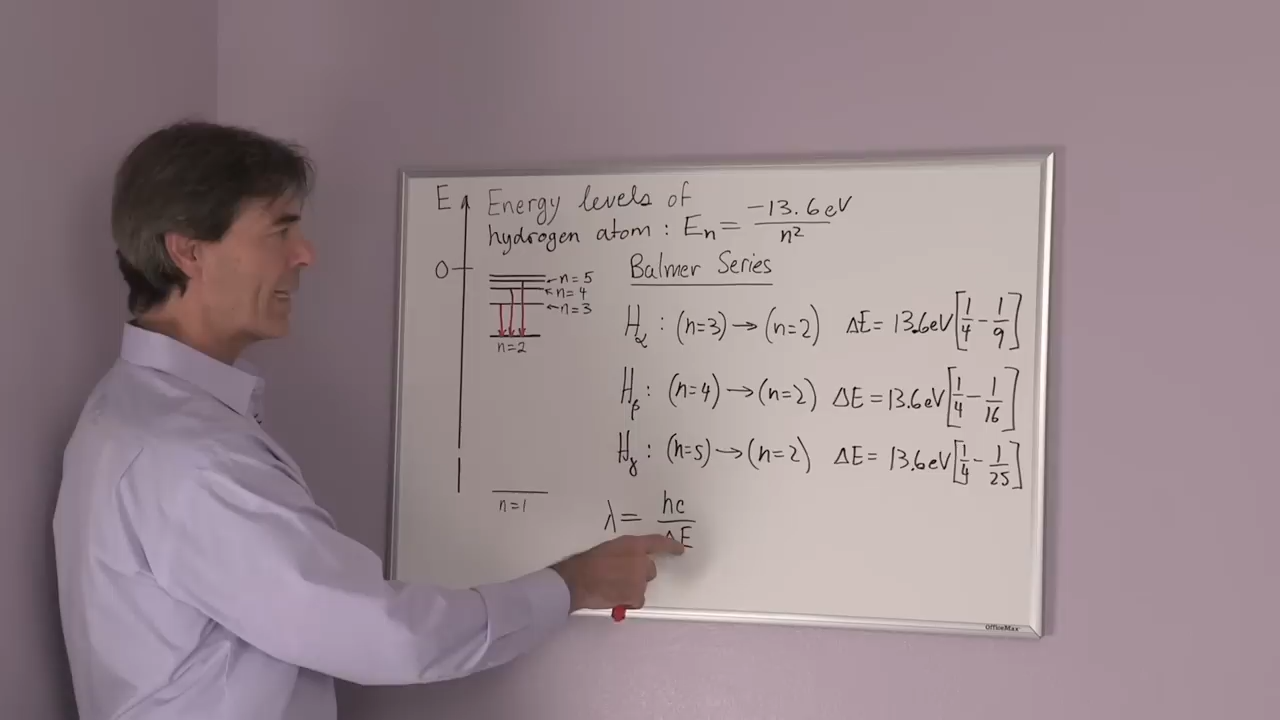 E
Energy levels of
hydrogen atom : Eₙ = -13.6 eV / n²
0
n=5
n=4
n=3
n=2
n=1
Balmer Series
Hα : (n=3) → (n=2) ΔE = 13.6eV [1/4 - 1/9]
Hβ : (n=4) → (n=2) ΔE = 13.6eV [1/4 - 1/16]
Hγ : (n=5) → (n=2) ΔE = 13.6eV [1/4 - 1/25]
λ = hc / ΔE
OfficeMax